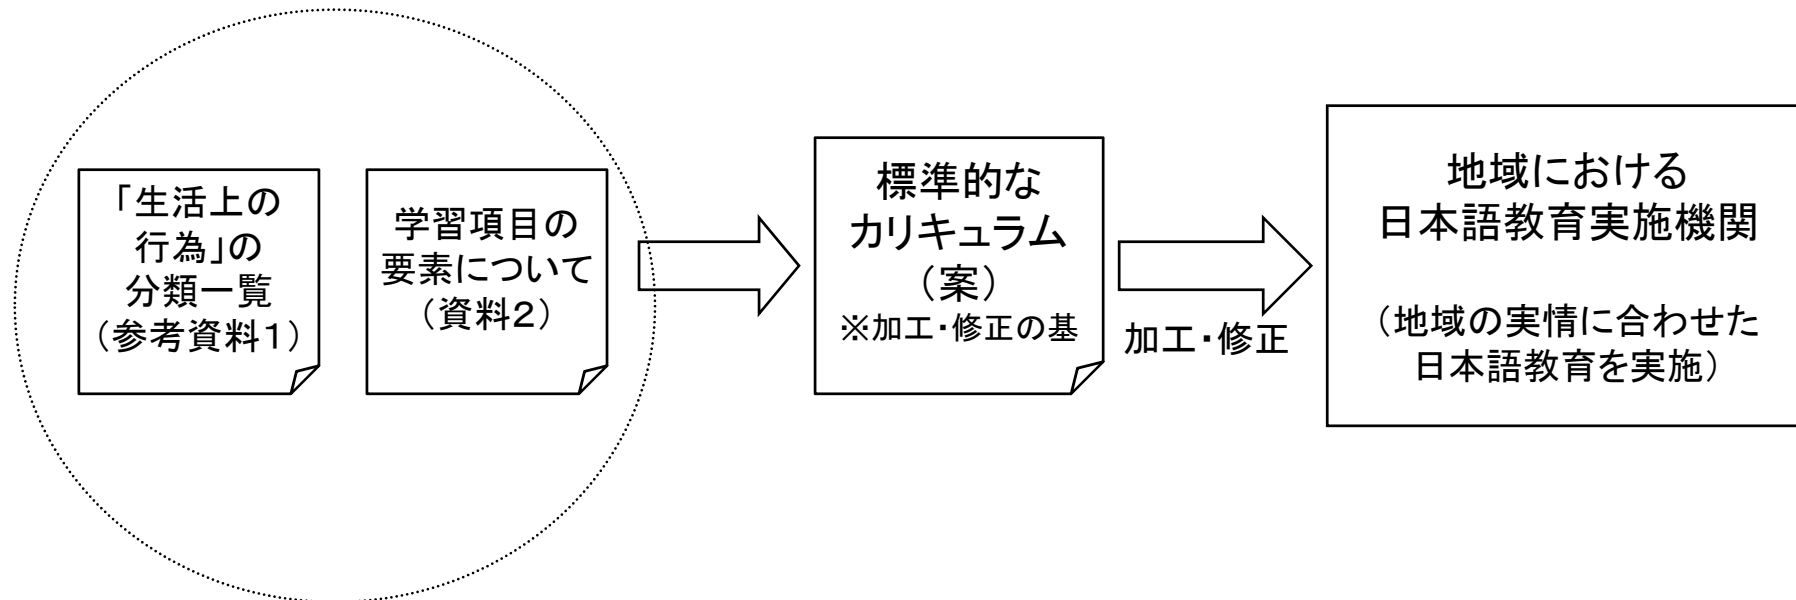 「生活上の
行為」の
分類一覧
(参考資料1)
学習項目の
要素について
(資料2)
標準的な
カリキュラム
(案)
※加工・修正の基
加工・修正
地域における
日本語教育実施機関
(地域の実情に合わせた
日本語教育を実施)